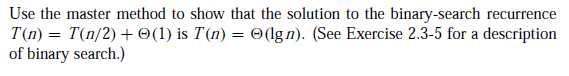 Use the master method to show that the solution to the binary-search recurrence
T(n) = T(n/2) + Θ(1) is T(n) = Θ(lg n). (See Exercise 2.3-5 for a description
of binary search.)